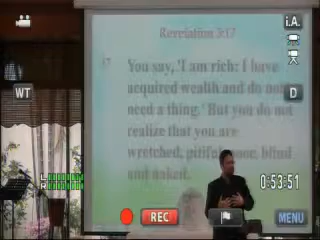 Revelation 3:17
i.A.
17 You say, 'I am rich; I have
acquired wealth and do not
WT
D
need a thing.' But you do not
realize that you are
wretched, pitiful, poor, blind
and naked.
L
R
0:53:51
REC
MENU